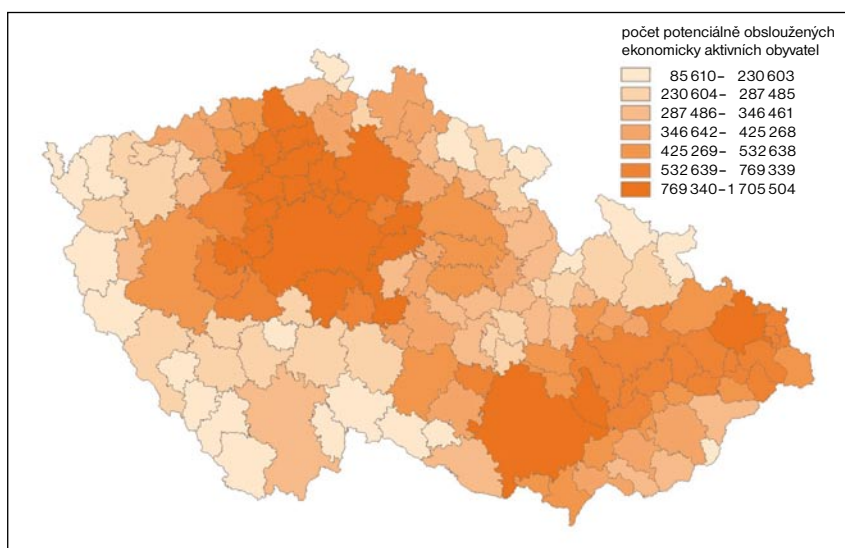 počet potenciálně obsloužených
ekonomicky aktivních obyvatel
85 610– 230 603
230 604– 287 485
287 486– 346 461
346 642– 425 268
425 269– 532 638
532 639– 769 339
769 340–1 705 504